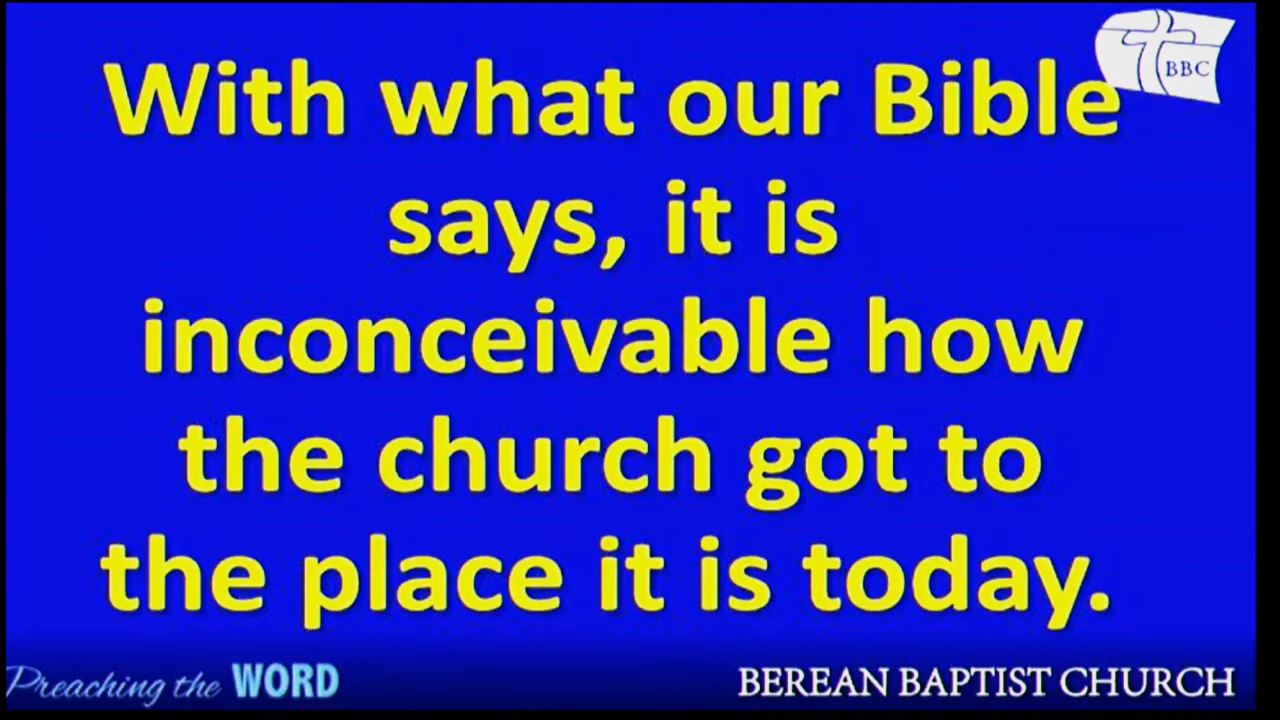 BBC
With what our Bible
says, it is
inconceivable how
the church got to
the place it is today.
Preaching the WORD
BEREAN BAPTIST CHURCH